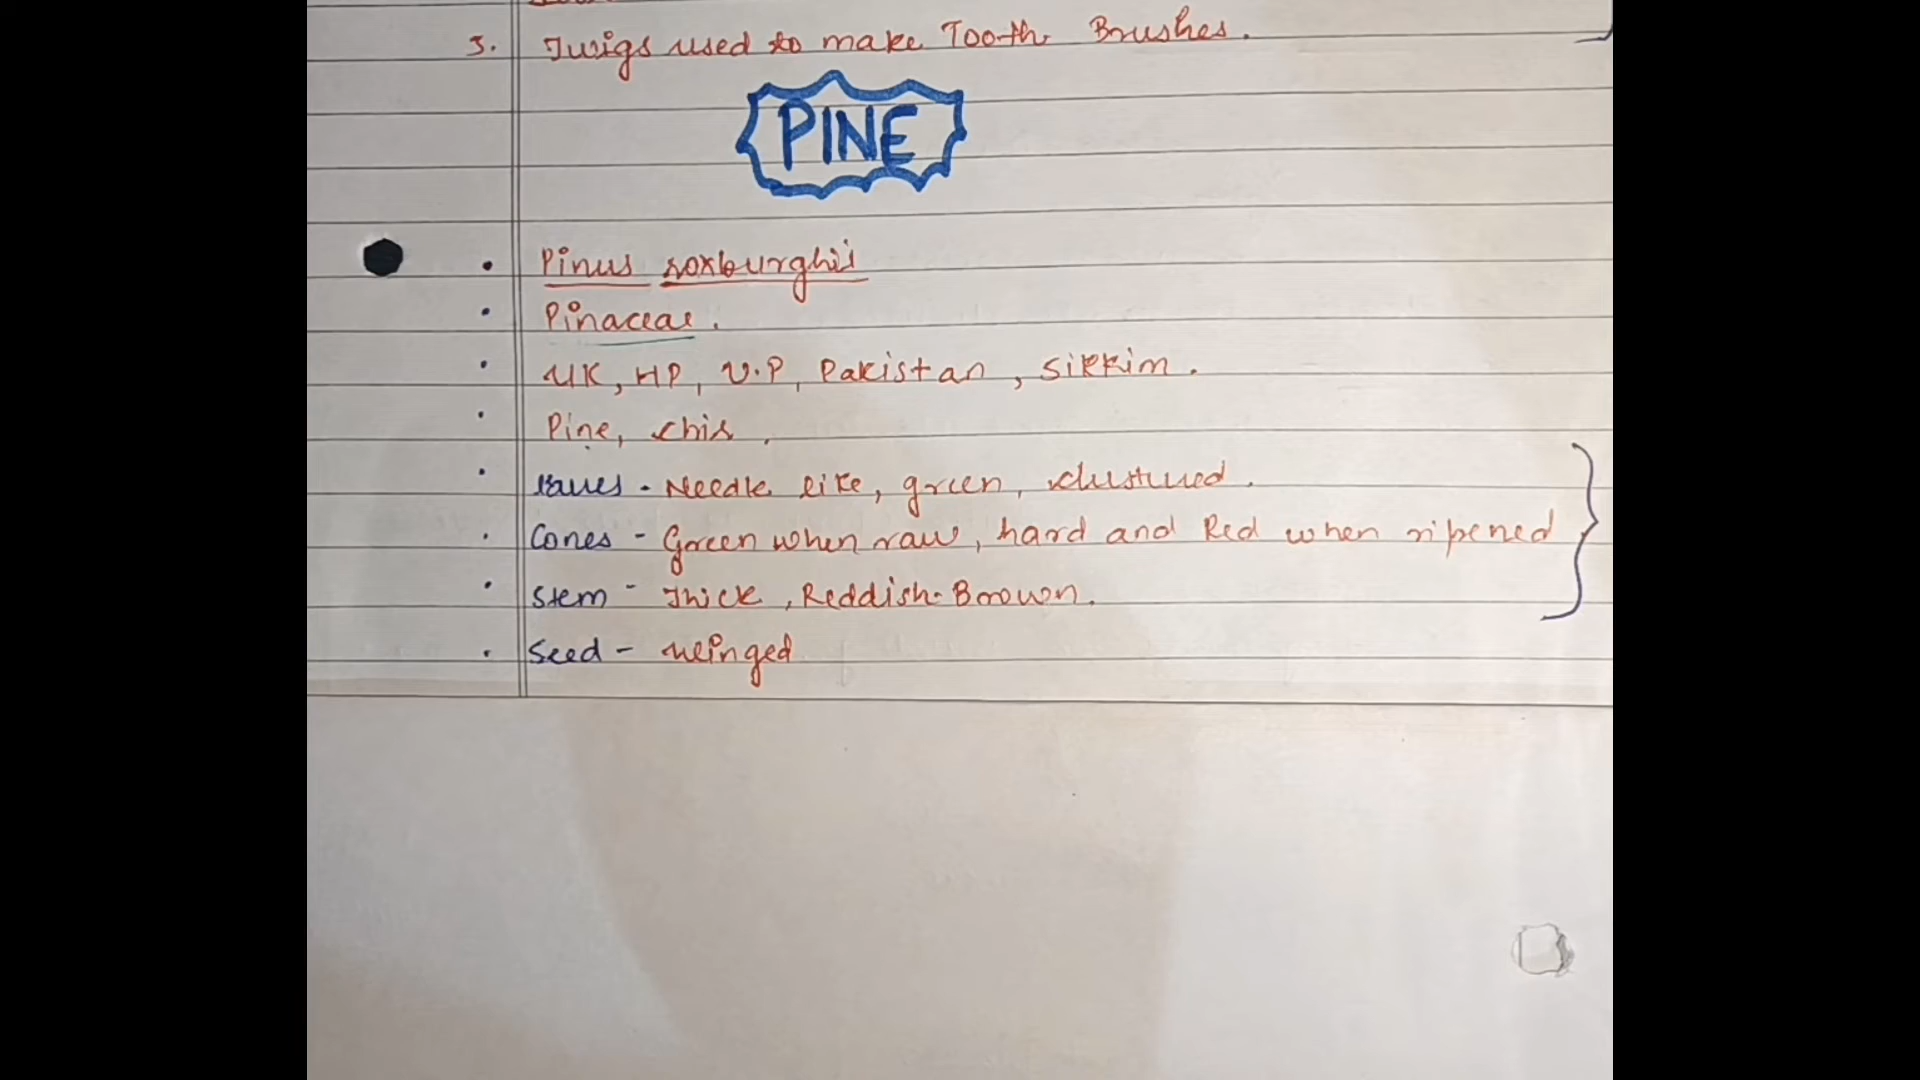 3. Twigs used to make Tooth Brushes.
PINE
• Pinus roxburghii
• Pinaceae.
• UK, HP, U.P, Pakistan, Sikkim.
• Pine, chir.
• leaves - Needle like, green, clustured.
• Cones - Green when raw, hard and Red when ripened
• Stem - Thick, Reddish-Brown.
• Seed - Winged